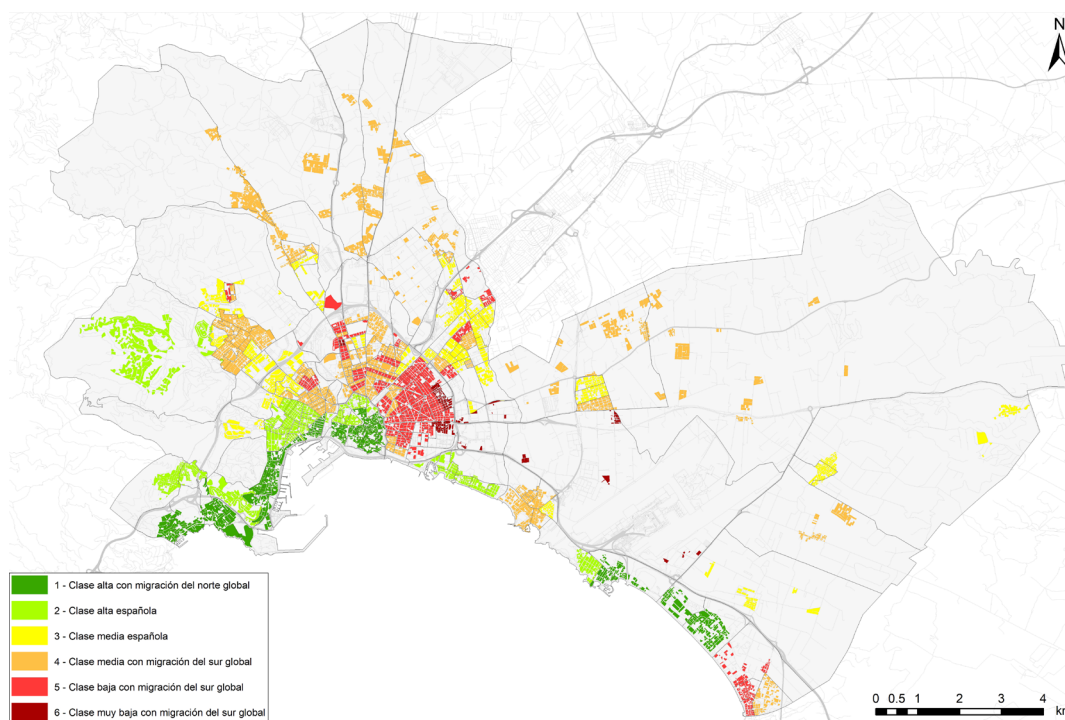 N
1 - Clase alta con migración del norte global
2 - Clase alta española
3 - Clase media española
4 - Clase media con migración del sur global
5 - Clase baja con migración del sur global
6 - Clase muy baja con migración del sur global
0 0.5 1 2 3 4
km